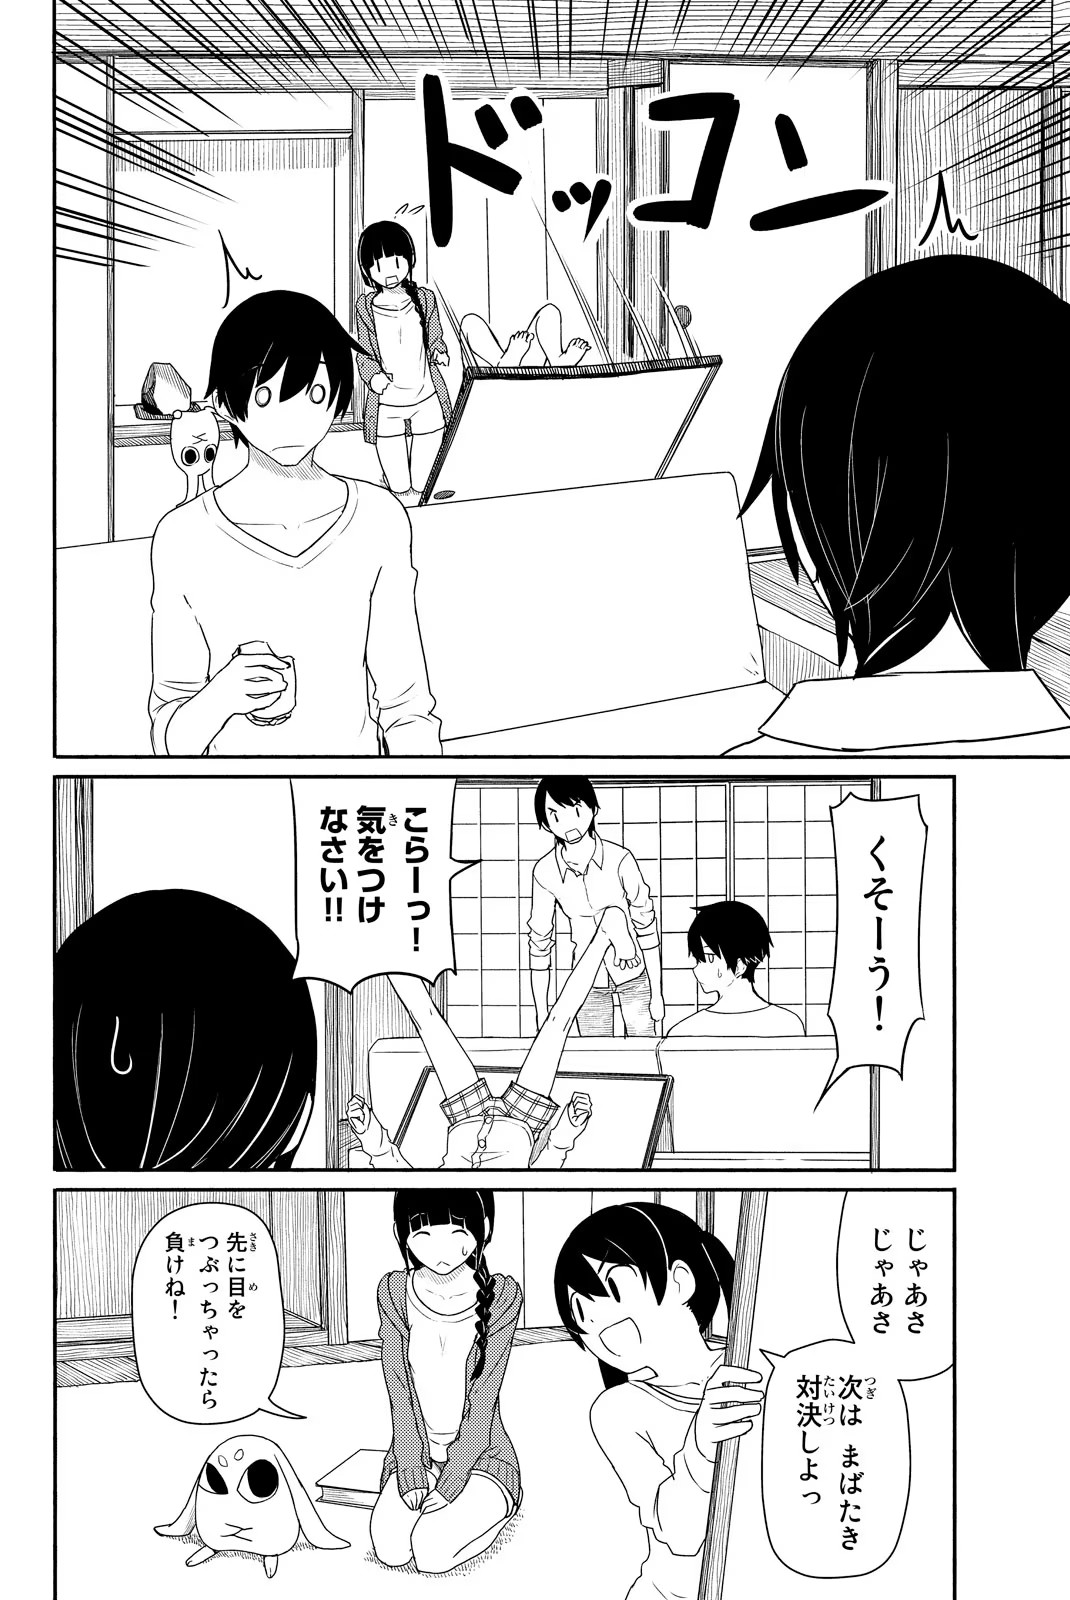 ドッコン
くそーう！
こらーっ！
気をつけ
なさい!!
じゃあさ
じゃあさ
次は まばたき
対決しよっ
先に目を
つぶっちゃったら
負けね！